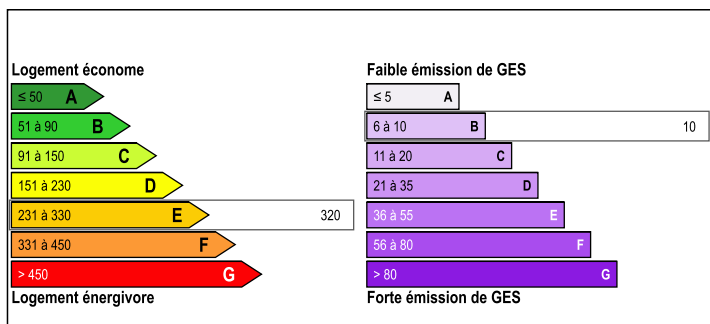 Logement économe
≤ 50 A
51 à 90 B
91 à 150 C
151 à 230 D
231 à 330 E 320
331 à 450 F
> 450 G
Logement énergivore
Faible émission de GES
≤ 5 A
6 à 10 B 10
11 à 20 C
21 à 35 D
36 à 55 E
56 à 80 F
> 80 G
Forte émission de GES